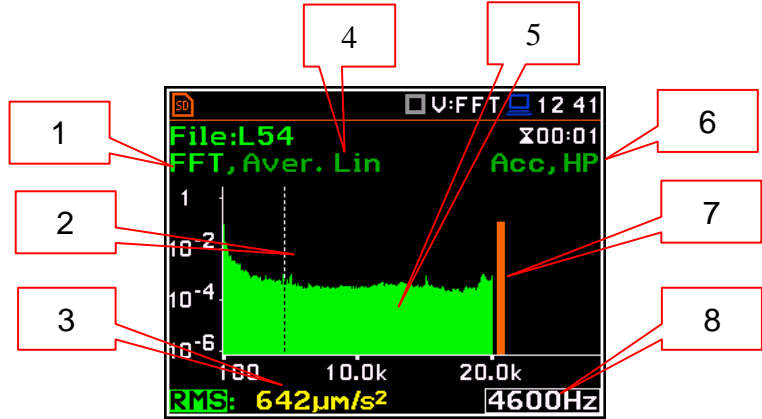 4
5
SD V:FFT 12 41
1
File:L54 00:01
6
FFT, Aver. Lin Acc, HP
1
2
10-2
7
10-4
3
8
10-6
100 10.0k 20.0k
RMS: 642µm/s² 4600Hz